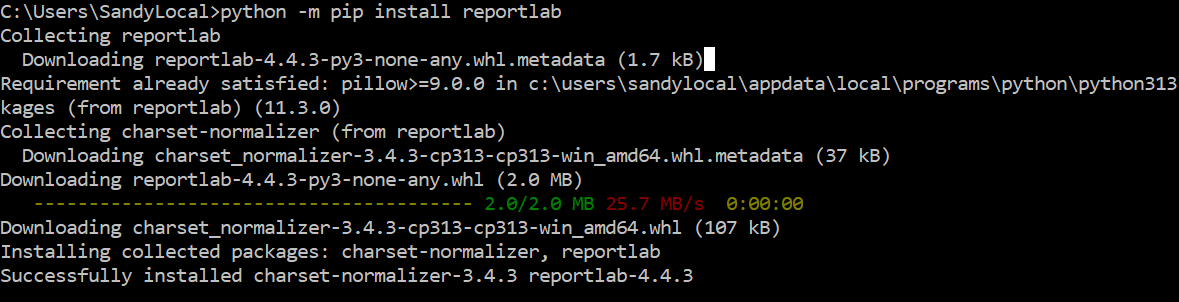 C:\Users\SandyLocal>python -m pip install reportlab
Collecting reportlab
  Downloading reportlab-4.4.3-py3-none-any.whl.metadata (1.7 kB)
Requirement already satisfied: pillow>=9.0.0 in c:\users\sandylocal\appdata\local\programs\python\python313
kages (from reportlab) (11.3.0)
Collecting charset-normalizer (from reportlab)
  Downloading charset_normalizer-3.4.3-cp313-cp313-win_amd64.whl.metadata (37 kB)
Downloading reportlab-4.4.3-py3-none-any.whl (2.0 MB)
   ---------------------------------------- 2.0/2.0 MB 25.7 MB/s  0:00:00
Downloading charset_normalizer-3.4.3-cp313-cp313-win_amd64.whl (107 kB)
Installing collected packages: charset-normalizer, reportlab
Successfully installed charset-normalizer-3.4.3 reportlab-4.4.3